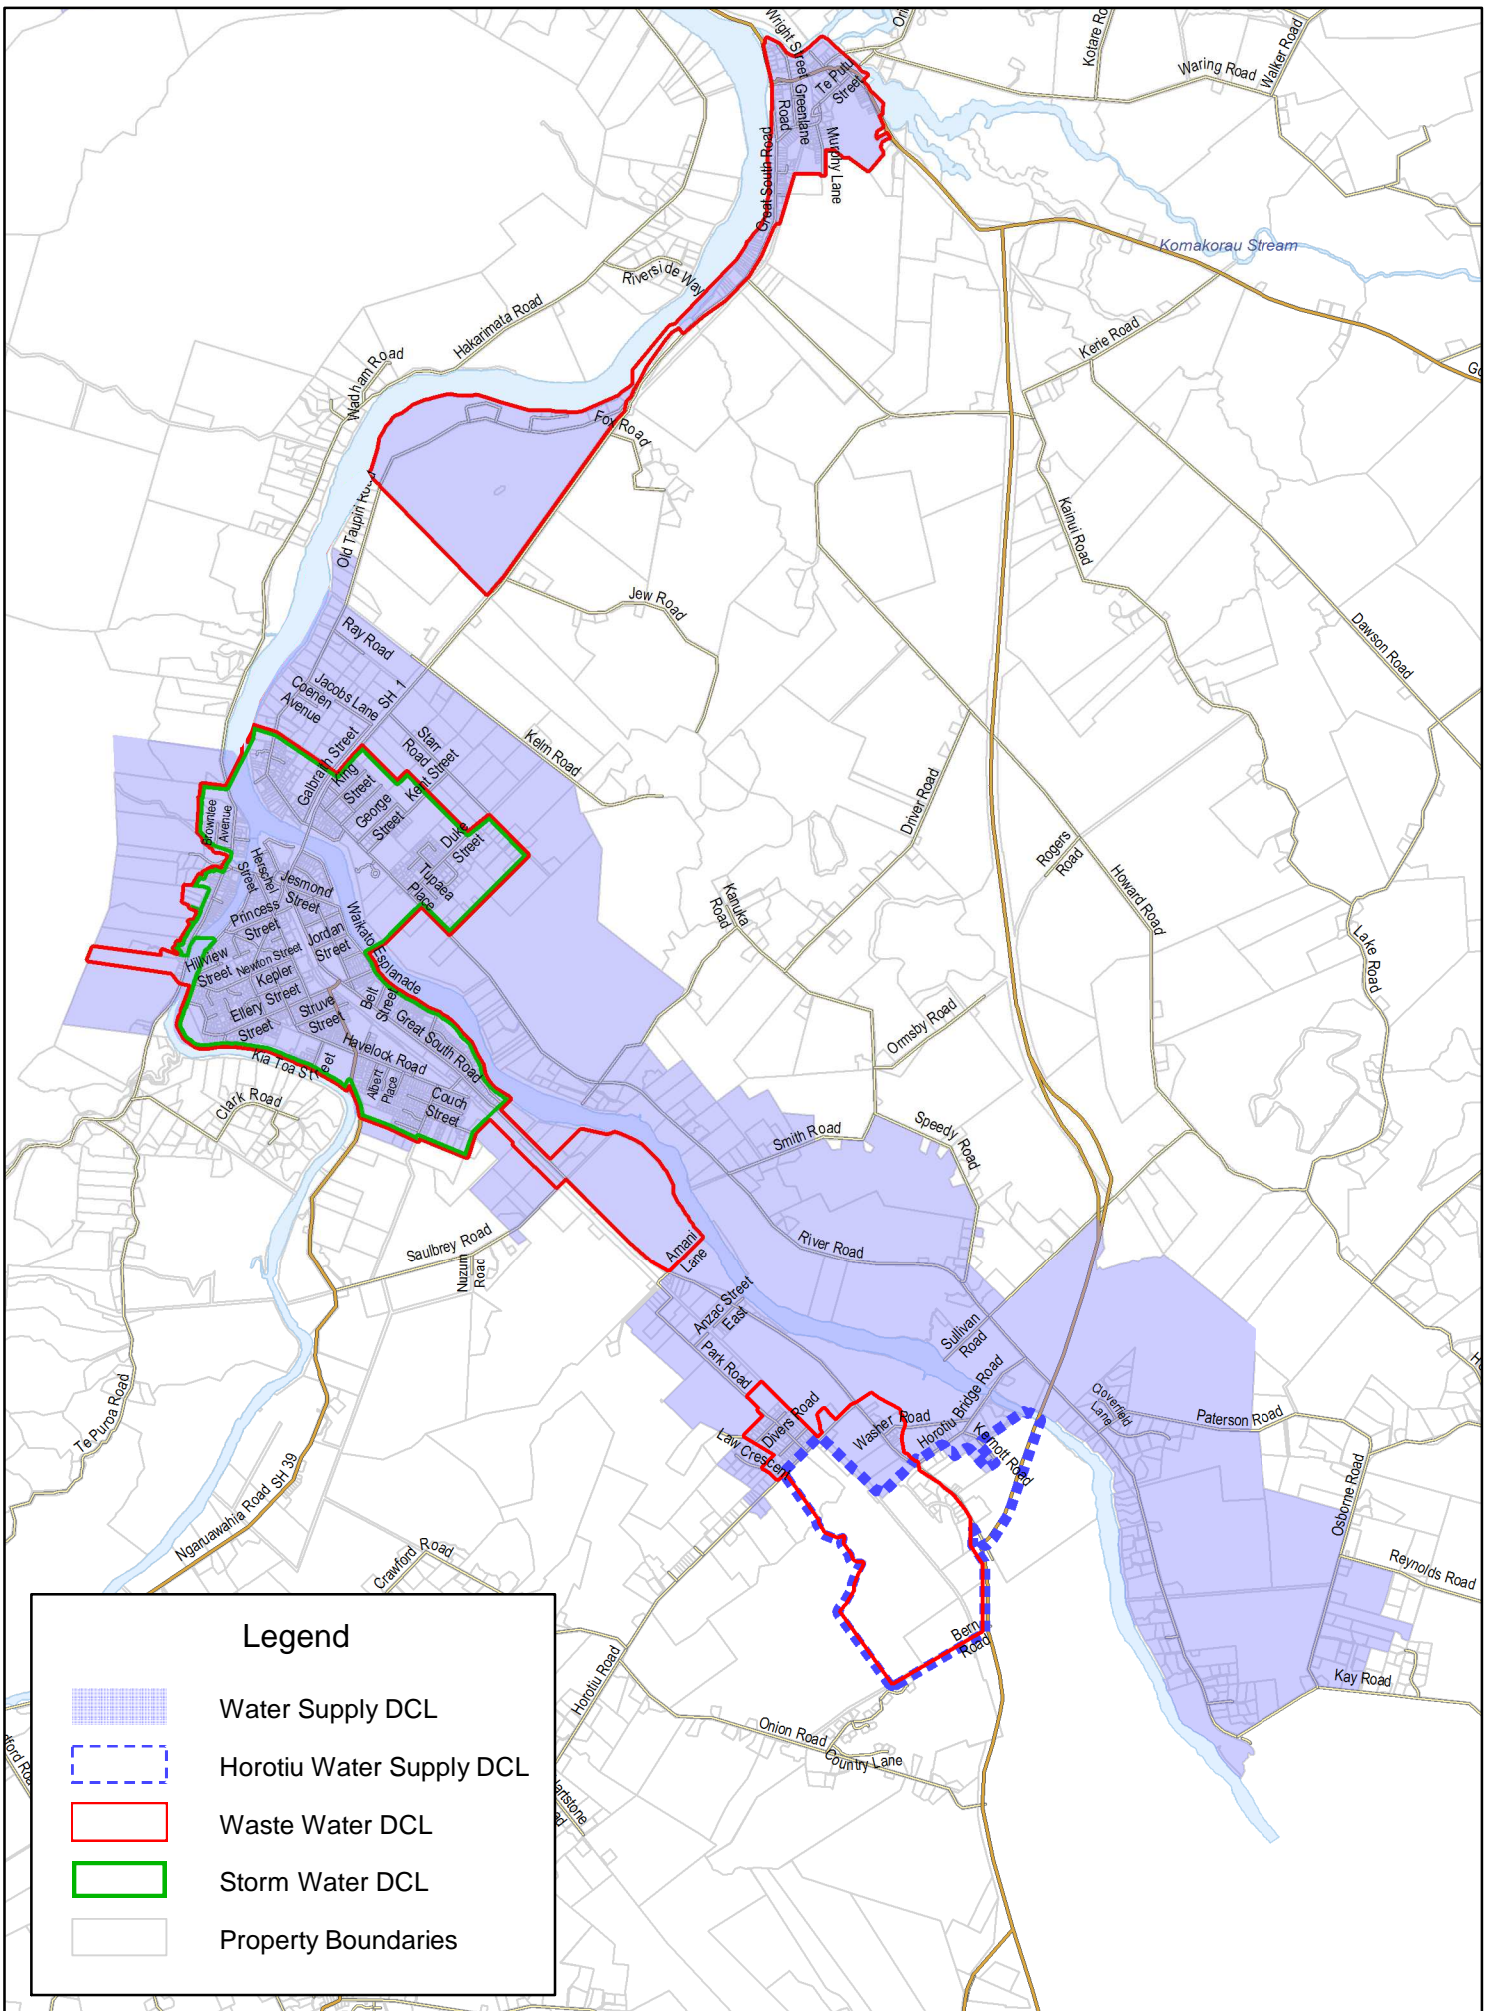 Wright Street
Kotare Ro
Walker Road
Waring Road
Te Putu
Street
Greenlane
Road
Murphy Lane
Great South Road
Komakorau Stream
Riverside Way
Hakarimata Road
Kerie Road
Wadham Road
Fox Road
Old Taupiri Road
Kainui Road
Jew Road
Dawson Road
Ray Road
Jacobs Lane
Coenen
Avenue
SH 1
Starr
Road
Kelm Road
Galbraith Street
King
Street
Kent Street
George
Street
Driver Road
Brownlee
Avenue
Duke
Street
Rogers
Road
Tupaea
Place
Howard Road
Herschel
Street
Jesmond
Street
Kanuka
Road
Princess
Street
Waikato Esplanade
Jordan
Street
Lake Road
Hillview
Street
Newton Street
Kepler
Ellery Street
Street
Struve
Street
Belt
Street
Great South Road
Ormsby Road
Havelock Road
Kia Toa Street
Albert
Place
Couch
Street
Clark Road
Speedy Road
Smith Road
Saulbrey Road
Nuzum
Road
Amani
Lane
River Road
Anzac Street
East
Sullivan
Road
Park Road
Te Puroa Road
Divers Road
Washer Road
Horotiu Bridge Road
Cloverfield
Lane
Paterson Road
Law Crescent
Kernott Road
Ngaruawahia Road SH 39
Osborne Road
Crawford Road
Reynolds Road
Bern
Road
Kay Road
Horotiu Road
Onion Road
Country Lane
Legend
Water Supply DCL
Horotiu Water Supply DCL
Waste Water DCL
Storm Water DCL
Property Boundaries